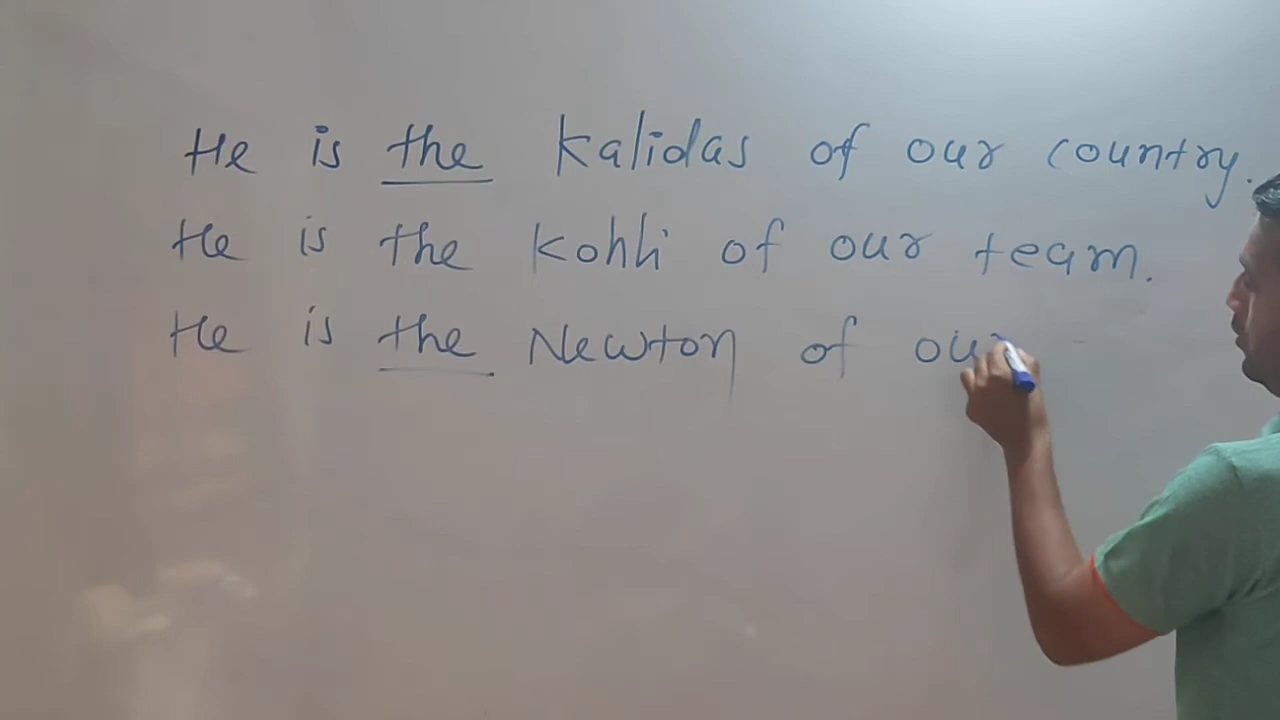 He is the Kalidas of our country.
He is the Kohli of our team.
He is the Newton of our